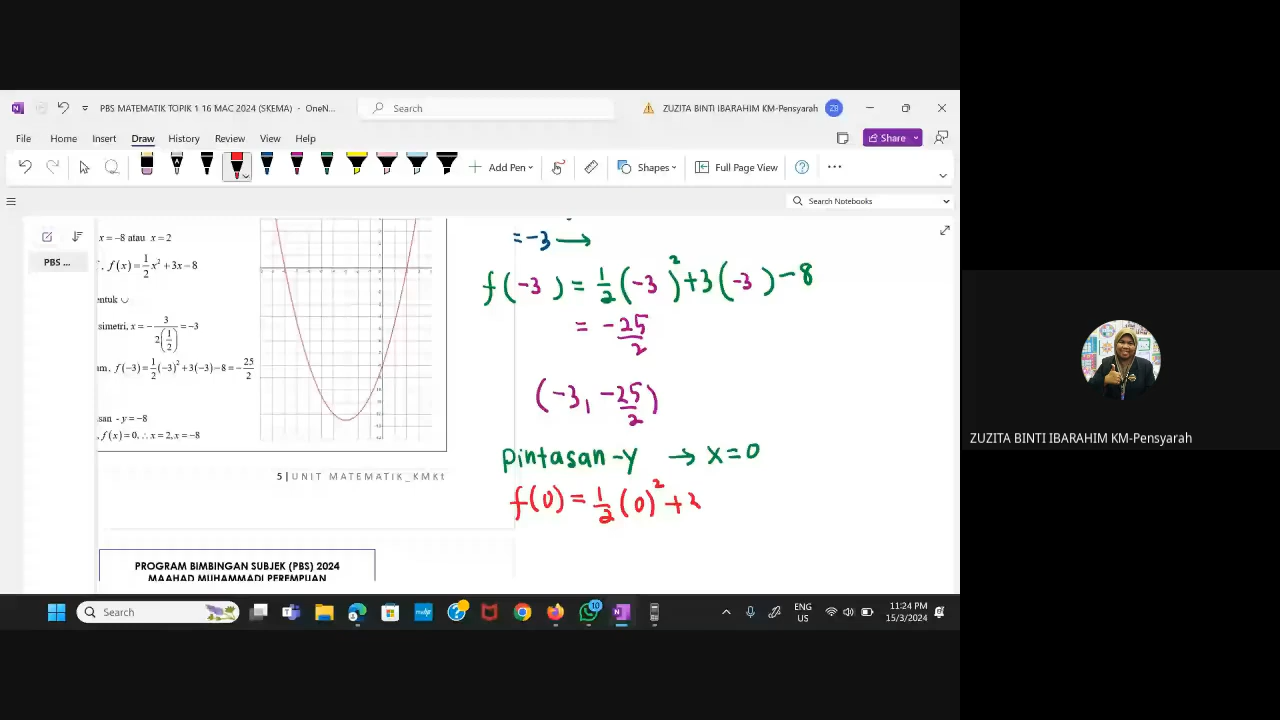 PBS MATEMATIK TOPIK 1 16 MAC 2024 (SKEMA) - OneN...
Search
ZUZITA BINTI IBARAHIM KM-Pensyarah
ZB
File Home Insert Draw History Review View Help
Share
Add Pen
Shapes
Full Page View
...
Search Notebooks
PBS ...
x = -8 atau x = 2
, f(x) = 1/2 x² + 3x - 8
entuk ∪
simetri, x = - 3/(2(1/2)) = -3
am, f(-3) = 1/2 (-3)² + 3(-3) - 8 = - 25/2
asan - y = -8
, f(x) = 0, ∴ x = 2, x = -8
5 | UNIT MATEMATIK_KMKt
PROGRAM BIMBINGAN SUBJEK (PBS) 2024
MAAHAD MUHAMMADI PEREMPUAN
= -3 →
f(-3) = 1/2 (-3)² + 3(-3) - 8
= -25/2
(-3, -25/2)
pintasan-y → x = 0
f(0) = 1/2 (0)² + 3
ZUZITA BINTI IBARAHIM KM-Pensyarah
Search
10
ENG
US
11:24 PM
15/3/2024